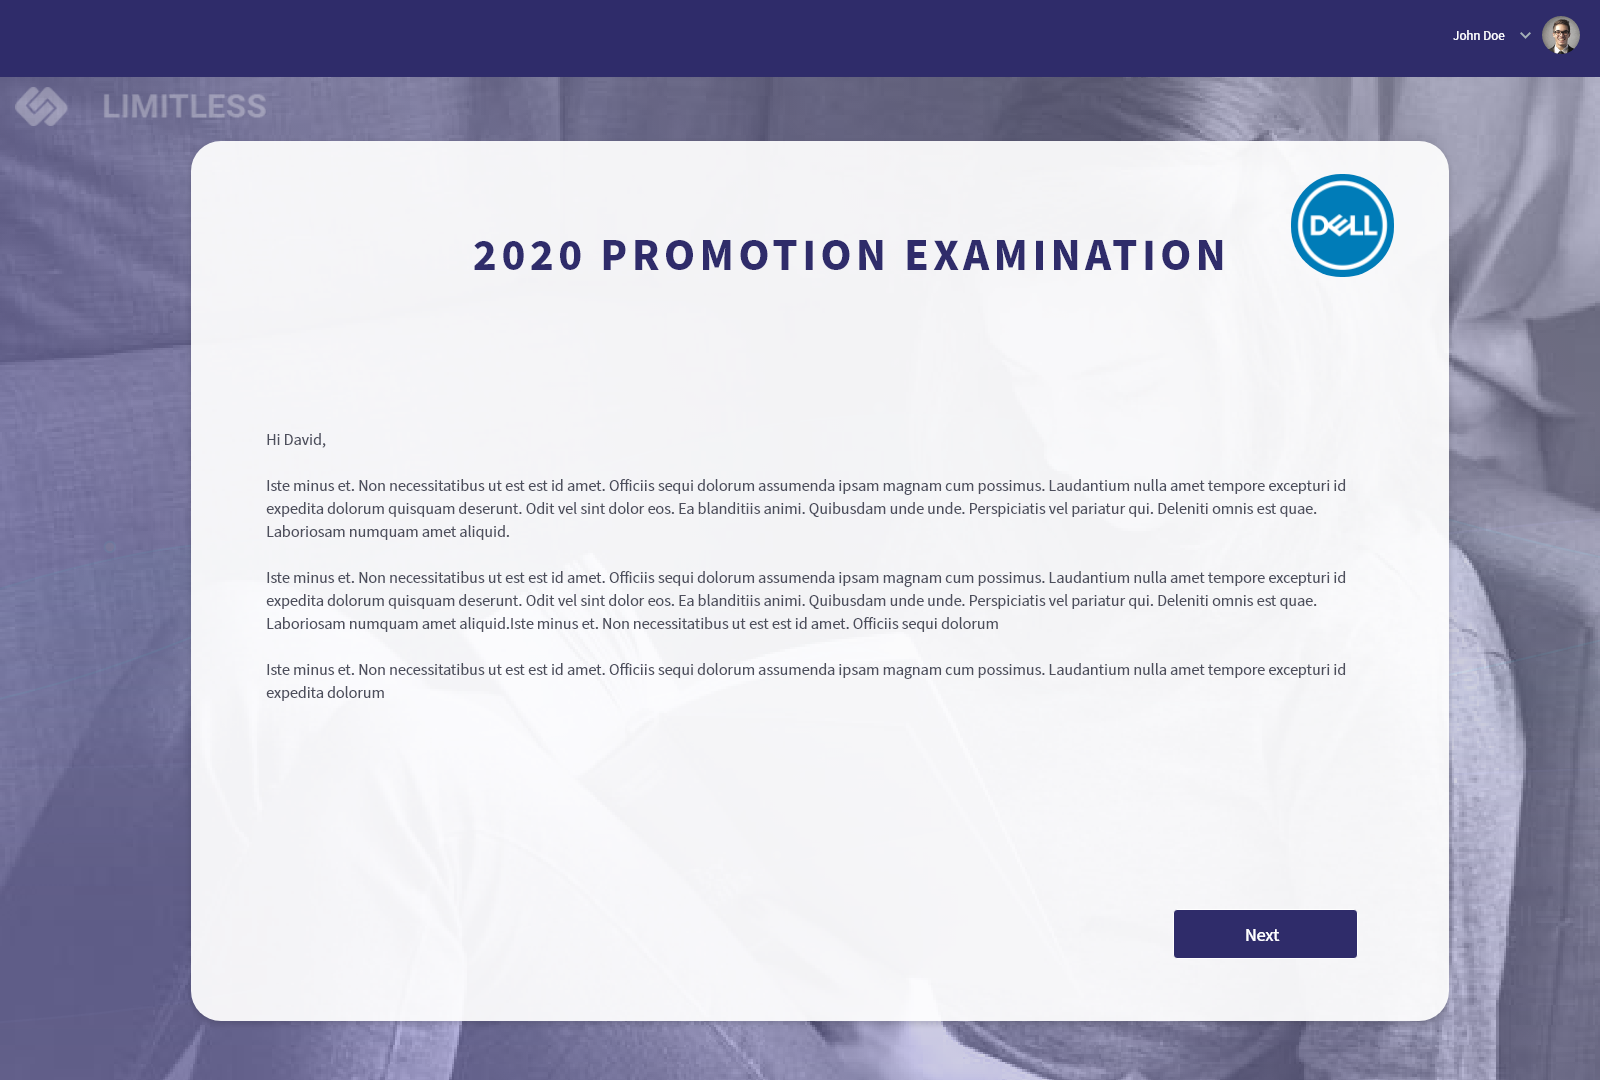 John Doe
LIMITLESS
DELL
2020 PROMOTION EXAMINATION
Hi David,
Iste minus et. Non necessitatibus ut est est id amet. Officiis sequi dolorum assumenda ipsam magnam cum possimus. Laudantium nulla amet tempore excepturi id
expedita dolorum quisquam deserunt. Odit vel sint dolor eos. Ea blanditiis animi. Quibusdam unde unde. Perspiciatis vel pariatur qui. Deleniti omnis est quae.
Laboriosam numquam amet aliquid.
Iste minus et. Non necessitatibus ut est est id amet. Officiis sequi dolorum assumenda ipsam magnam cum possimus. Laudantium nulla amet tempore excepturi id
expedita dolorum quisquam deserunt. Odit vel sint dolor eos. Ea blanditiis animi. Quibusdam unde unde. Perspiciatis vel pariatur qui. Deleniti omnis est quae.
Laboriosam numquam amet aliquid.Iste minus et. Non necessitatibus ut est est id amet. Officiis sequi dolorum
Iste minus et. Non necessitatibus ut est est id amet. Officiis sequi dolorum assumenda ipsam magnam cum possimus. Laudantium nulla amet tempore excepturi id
expedita dolorum
Next